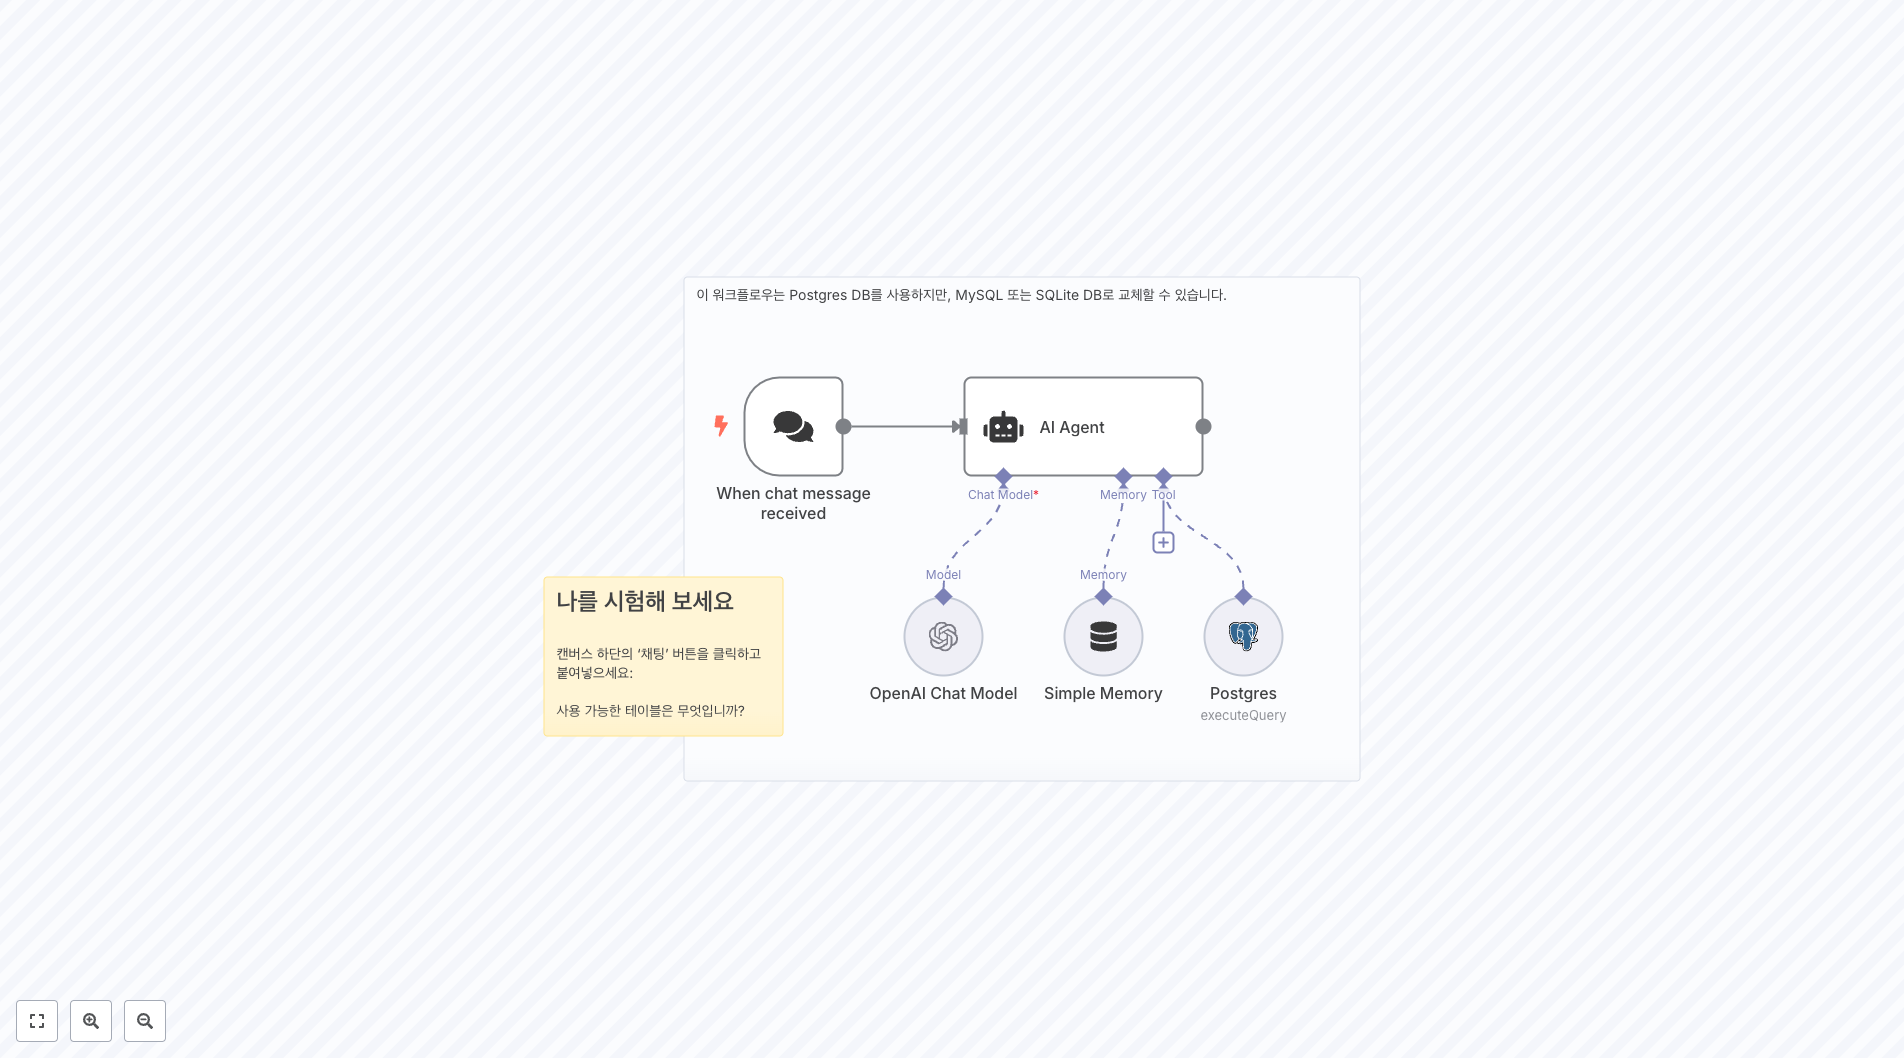 이 워크플로우는 Postgres DB를 사용하지만, MySQL 또는 SQLite DB로 교체할 수 있습니다.
AI Agent
When chat message
received
Chat Model*
Memory
Tool
Model
Memory
나를 시험해 보세요
캔버스 하단의 ‘채팅’ 버튼을 클릭하고
붙여넣으세요:
사용 가능한 테이블은 무엇입니까?
OpenAI Chat Model
Simple Memory
Postgres
executeQuery